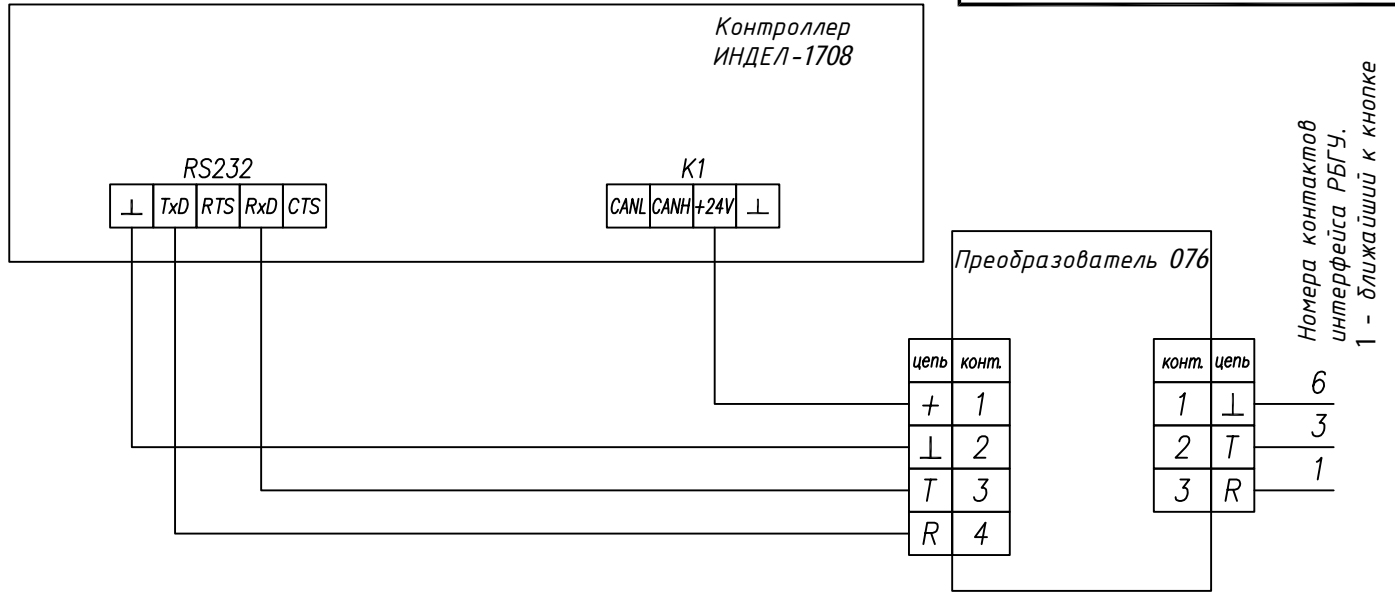 Контроллер
ИНДЕЛ-1708
RS232
⊥ TxD RTS RxD CTS
K1
CANL CANH +24V ⊥
Преобразователь 076
цепь конт.
+ 1
⊥ 2
T 3
R 4
конт. цепь
1 ⊥
2 T
3 R
6
3
1
Номера контактов
интерфейса РБГУ.
1 - ближайший к кнопке